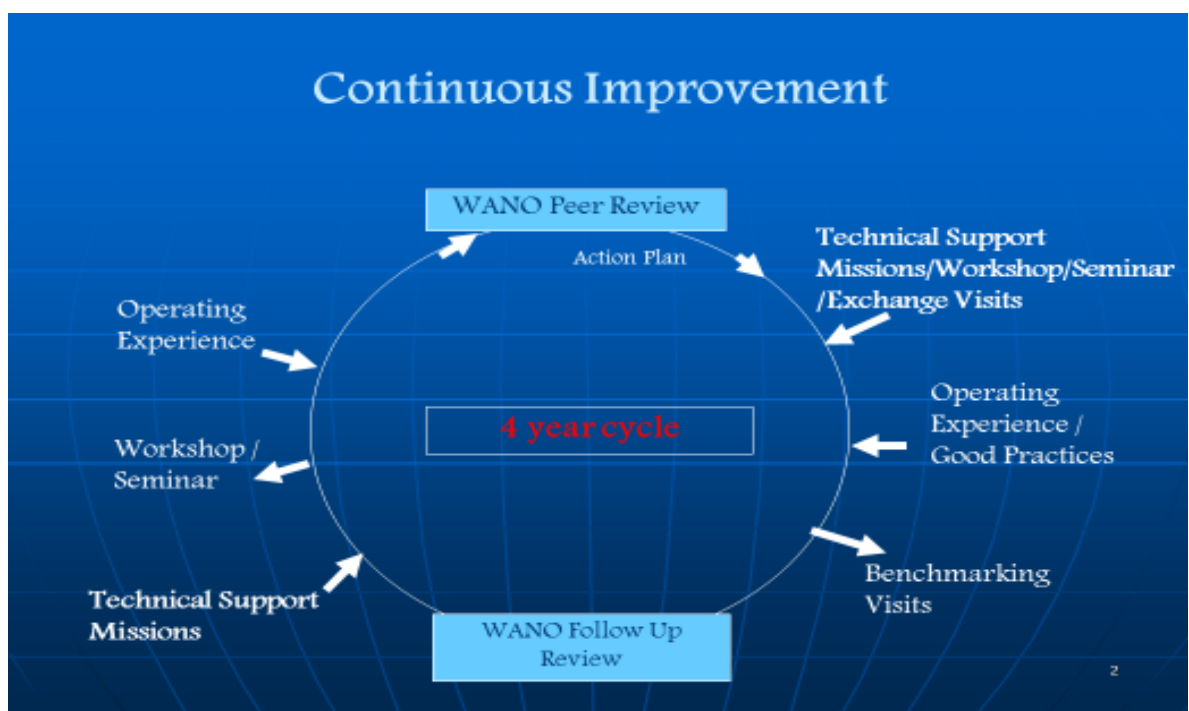 Continuous Improvement
WANO Peer Review
Action Plan
Technical Support
Missions/Workshop/Seminar
/Exchange Visits
Operating
Experience /
Good Practices
Benchmarking
Visits
WANO Follow Up
Review
Technical Support
Missions
Workshop /
Seminar
Operating
Experience
4 year cycle
2